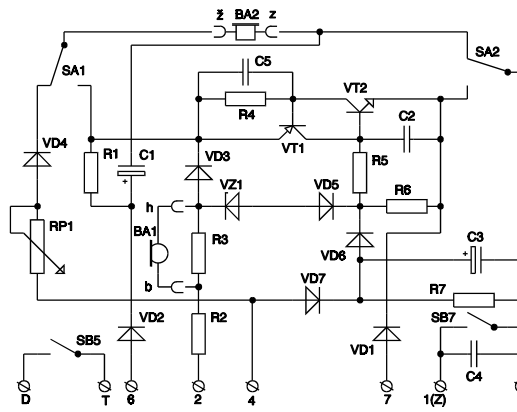 ž BA2 z
SA1 SA2
C5
R4 VT2
VT1 C2
VD4 R1 C1 VD3 R5
+
h VZ1 VD5 R6
RP1 BA1 R3 VD6 C3
+
b VD7 R7
VD2 R2 VD1 SB7
SB5 C4
D T 6 2 4 7 1(Z)